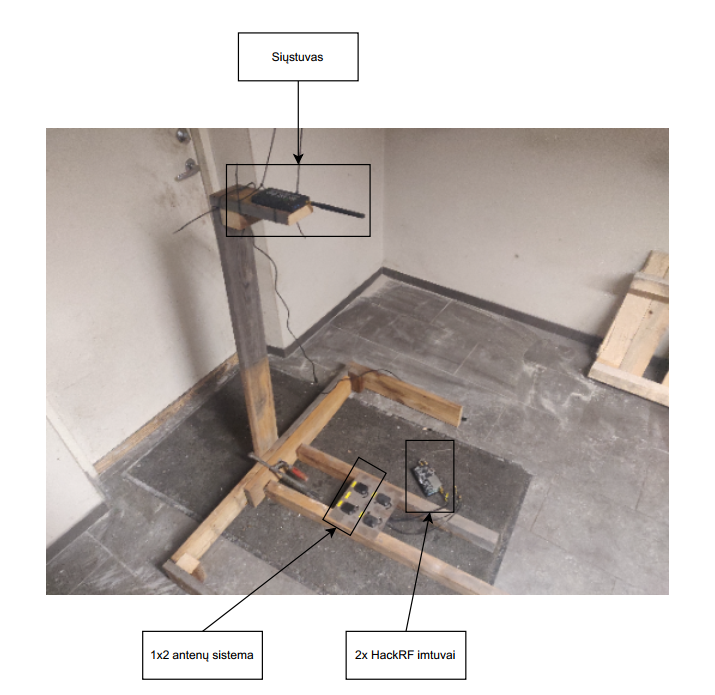 Siųstuvas
1x2 antenų sistema
2x HackRF imtuvai